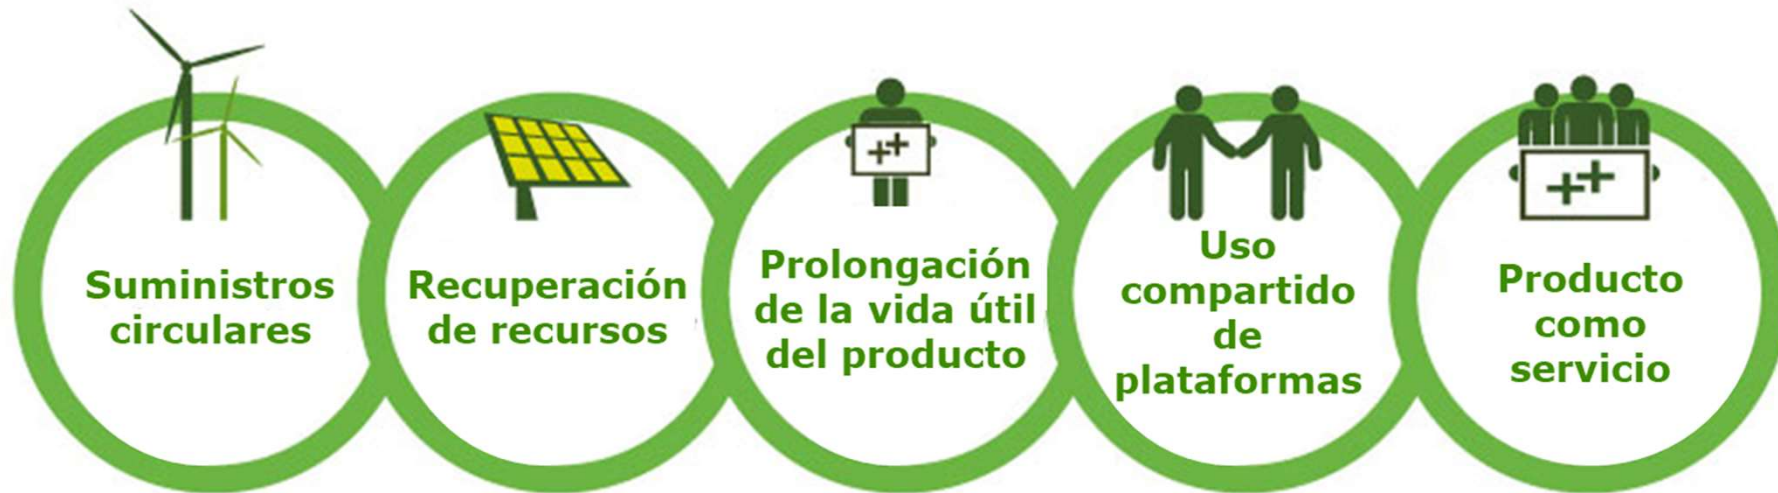 Suministros
circulares
Recuperación
de recursos
Prolongación
de la vida útil
del producto
Uso
compartido
de
plataformas
Producto
como
servicio